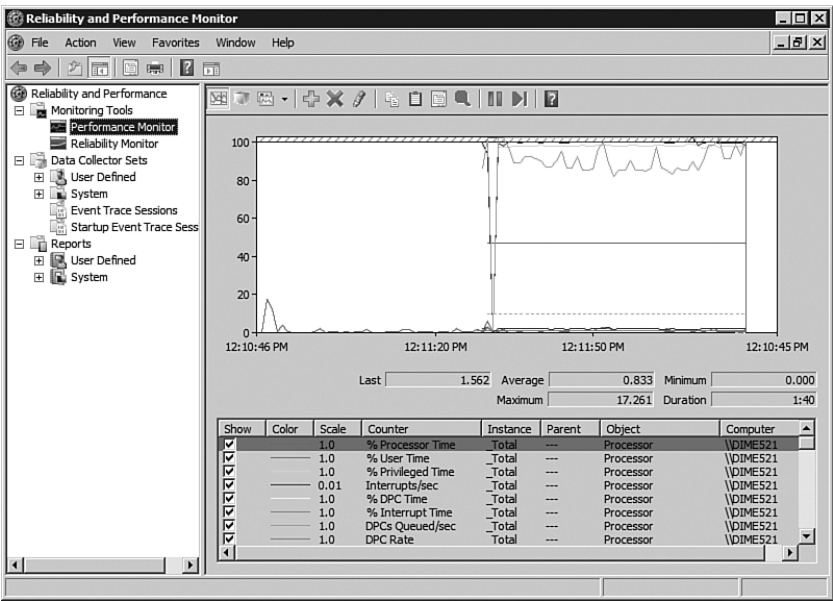 Reliability and Performance Monitor
File Action View Favorites Window Help
Reliability and Performance
Monitoring Tools
Performance Monitor
Reliability Monitor
Data Collector Sets
User Defined
System
Event Trace Sessions
Startup Event Trace Sess
Reports
User Defined
System
100
80
60
40
20
0
12:10:46 PM 12:11:20 PM 12:11:50 PM 12:10:45 PM
Last 1.562 Average 0.833 Minimum 0.000
Maximum 17.261 Duration 1:40
Show Color Scale Counter Instance Parent Object Computer
1.0 % Processor Time _Total --- Processor \\DIME521
1.0 % User Time _Total --- Processor \\DIME521
1.0 % Privileged Time _Total --- Processor \\DIME521
0.01 Interrupts/sec _Total --- Processor \\DIME521
1.0 % DPC Time _Total --- Processor \\DIME521
1.0 % Interrupt Time _Total --- Processor \\DIME521
1.0 DPCs Queued/sec _Total --- Processor \\DIME521
1.0 DPC Rate _Total --- Processor \\DIME521